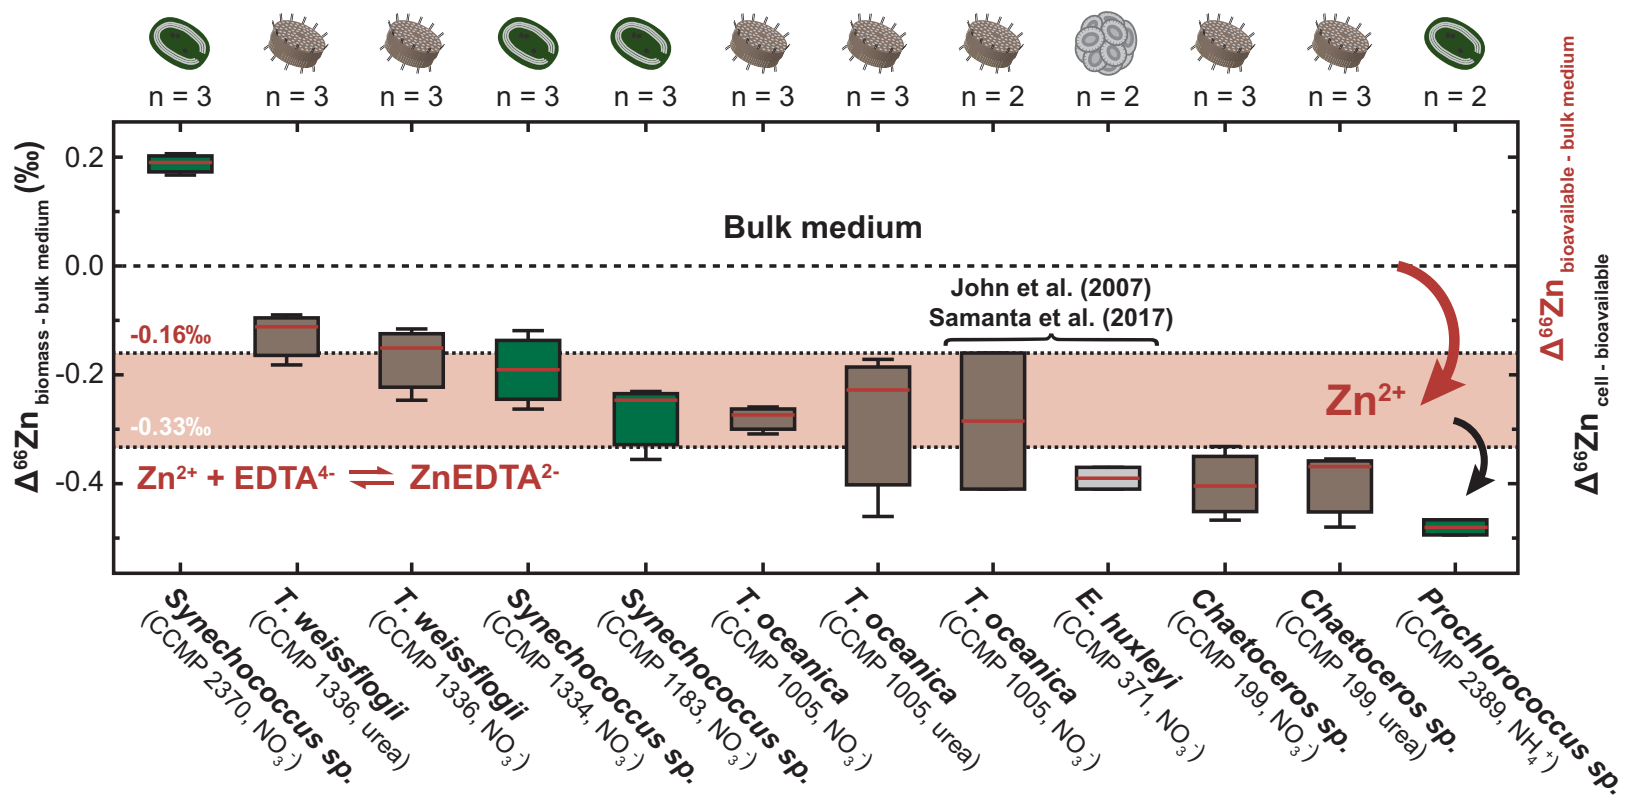 n = 3
n = 3
n = 3
n = 3
n = 3
n = 3
n = 3
n = 2
n = 2
n = 3
n = 3
n = 2
Δ⁶⁶Zn biomass - bulk medium (‰)
0.2
0.0
-0.2
-0.4
Bulk medium
John et al. (2007)
Samanta et al. (2017)
-0.16‰
-0.33‰
Zn²⁺
Zn²⁺ + EDTA⁴⁻ ⇌ ZnEDTA²⁻
Δ⁶⁶Zn bioavailable - bulk medium
Δ⁶⁶Zn cell - bioavailable
Synechococcus sp.
(CCMP 2370, NO₃⁻)
T. weissflogii
(CCMP 1336, urea)
T. weissflogii
(CCMP 1336, NO₃⁻)
Synechococcus sp.
(CCMP 1334, NO₃⁻)
Synechococcus sp.
(CCMP 1183, NO₃⁻)
T. oceanica
(CCMP 1005, NO₃⁻)
T. oceanica
(CCMP 1005, urea)
T. oceanica
(CCMP 1005, NO₃⁻)
E. huxleyi
(CCMP 371, NO₃⁻)
Chaetoceros sp.
(CCMP 199, NO₃⁻)
Chaetoceros sp.
(CCMP 199, urea)
Prochlorococcus sp.
(CCMP 2389, NH₄⁺)